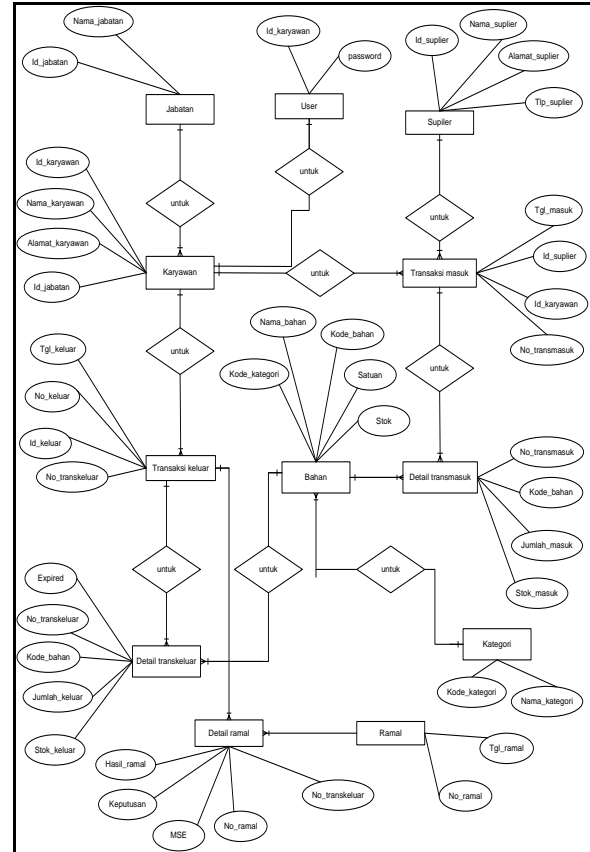 Nama_jabatan
Id_jabatan
Jabatan
Id_karyawan
password
User
Nama_suplier
Id_suplier
Alamat_suplier
Tlp_suplier
Supiler
untuk
untuk
untuk
Id_karyawan
Nama_karyawan
Alamat_karyawan
Id_jabatan
Karyawan
untuk
Transaksi masuk
Tgl_masuk
Id_suplier
Id_karyawan
No_transmasuk
untuk
untuk
Nama_bahan
Kode_bahan
Kode_kategori
Satuan
Stok
Tgl_keluar
No_keluar
Id_keluar
No_transkeluar
Transaksi keluar
Bahan
Detail transmasuk
No_transmasuk
Kode_bahan
Jumlah_masuk
Stok_masuk
untuk
untuk
untuk
Expired
No_transkeluar
Kode_bahan
Jumlah_keluar
Stok_keluar
Detail transkeluar
Kategori
Kode_kategori
Nama_kategori
Detail ramal
Ramal
Hasil_ramal
Keputusan
MSE
No_ramal
No_transkeluar
Tgl_ramal
No_ramal